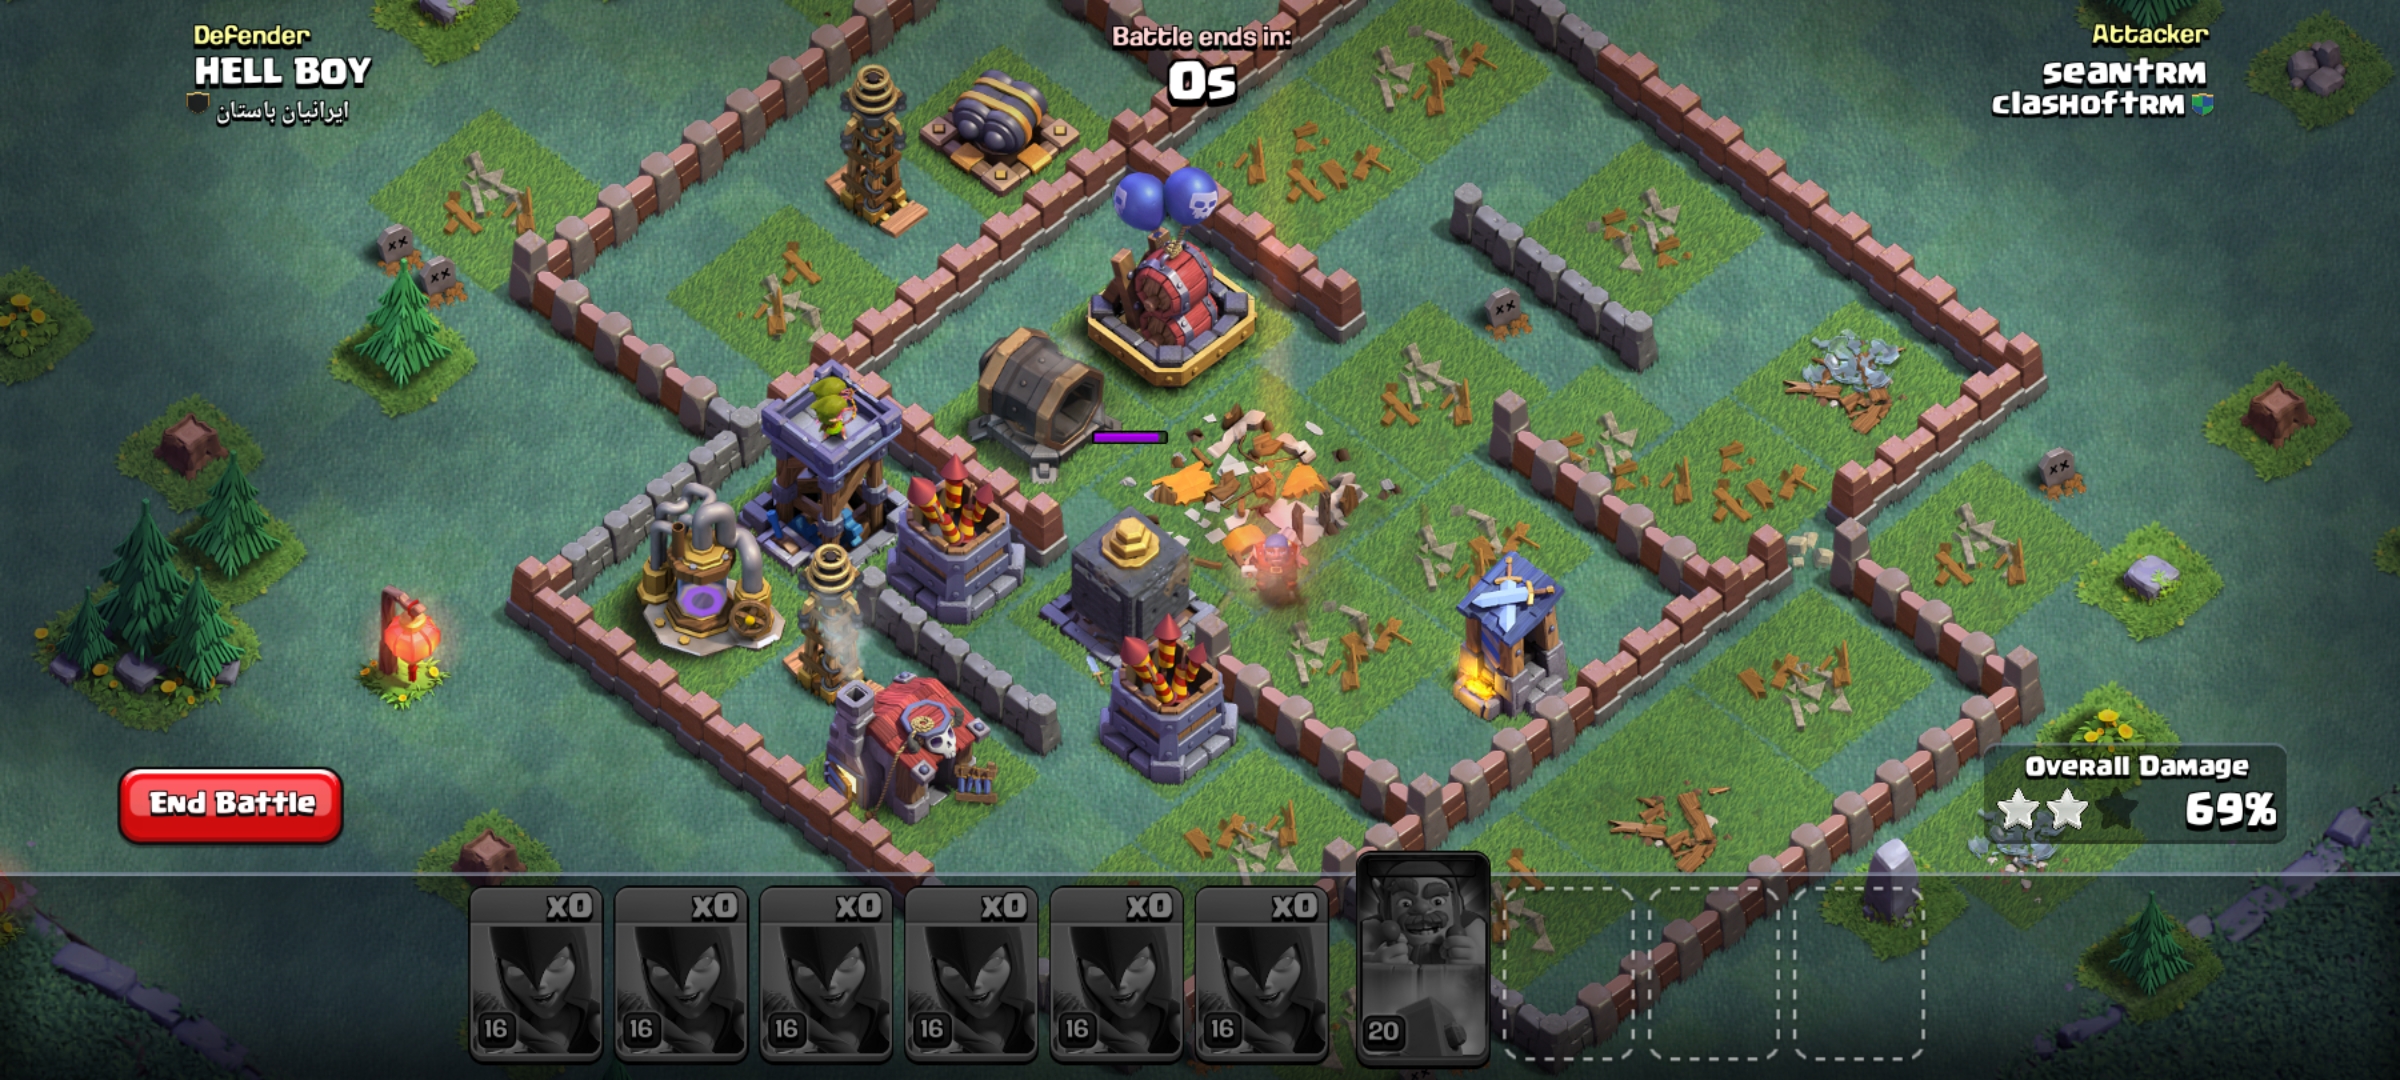 Defender
HELL BOY
ایرانیان باستان
Battle ends in:
0s
Attacker
seantRM
clashoftRM
End Battle
Overall Damage
69%
x0
x0
x0
x0
x0
x0
16
16
16
16
16
16
20